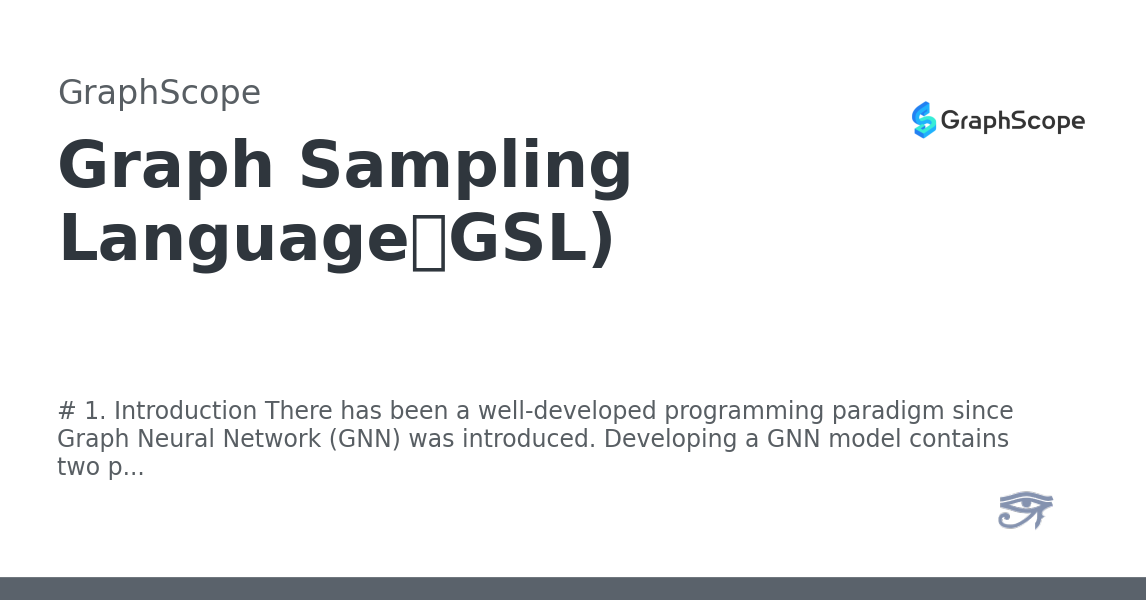 GraphScope
GraphScope
Graph Sampling
Language▯GSL)
# 1. Introduction There has been a well-developed programming paradigm since
Graph Neural Network (GNN) was introduced. Developing a GNN model contains
two p...